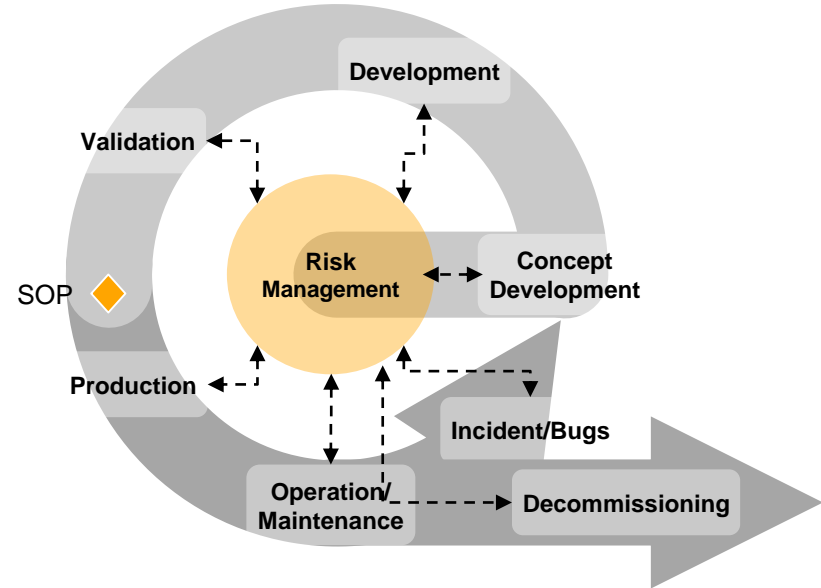 Development
Validation
Risk
Management
Concept
Development
SOP
Production
Incident/Bugs
Operation/
Maintenance
Decommissioning